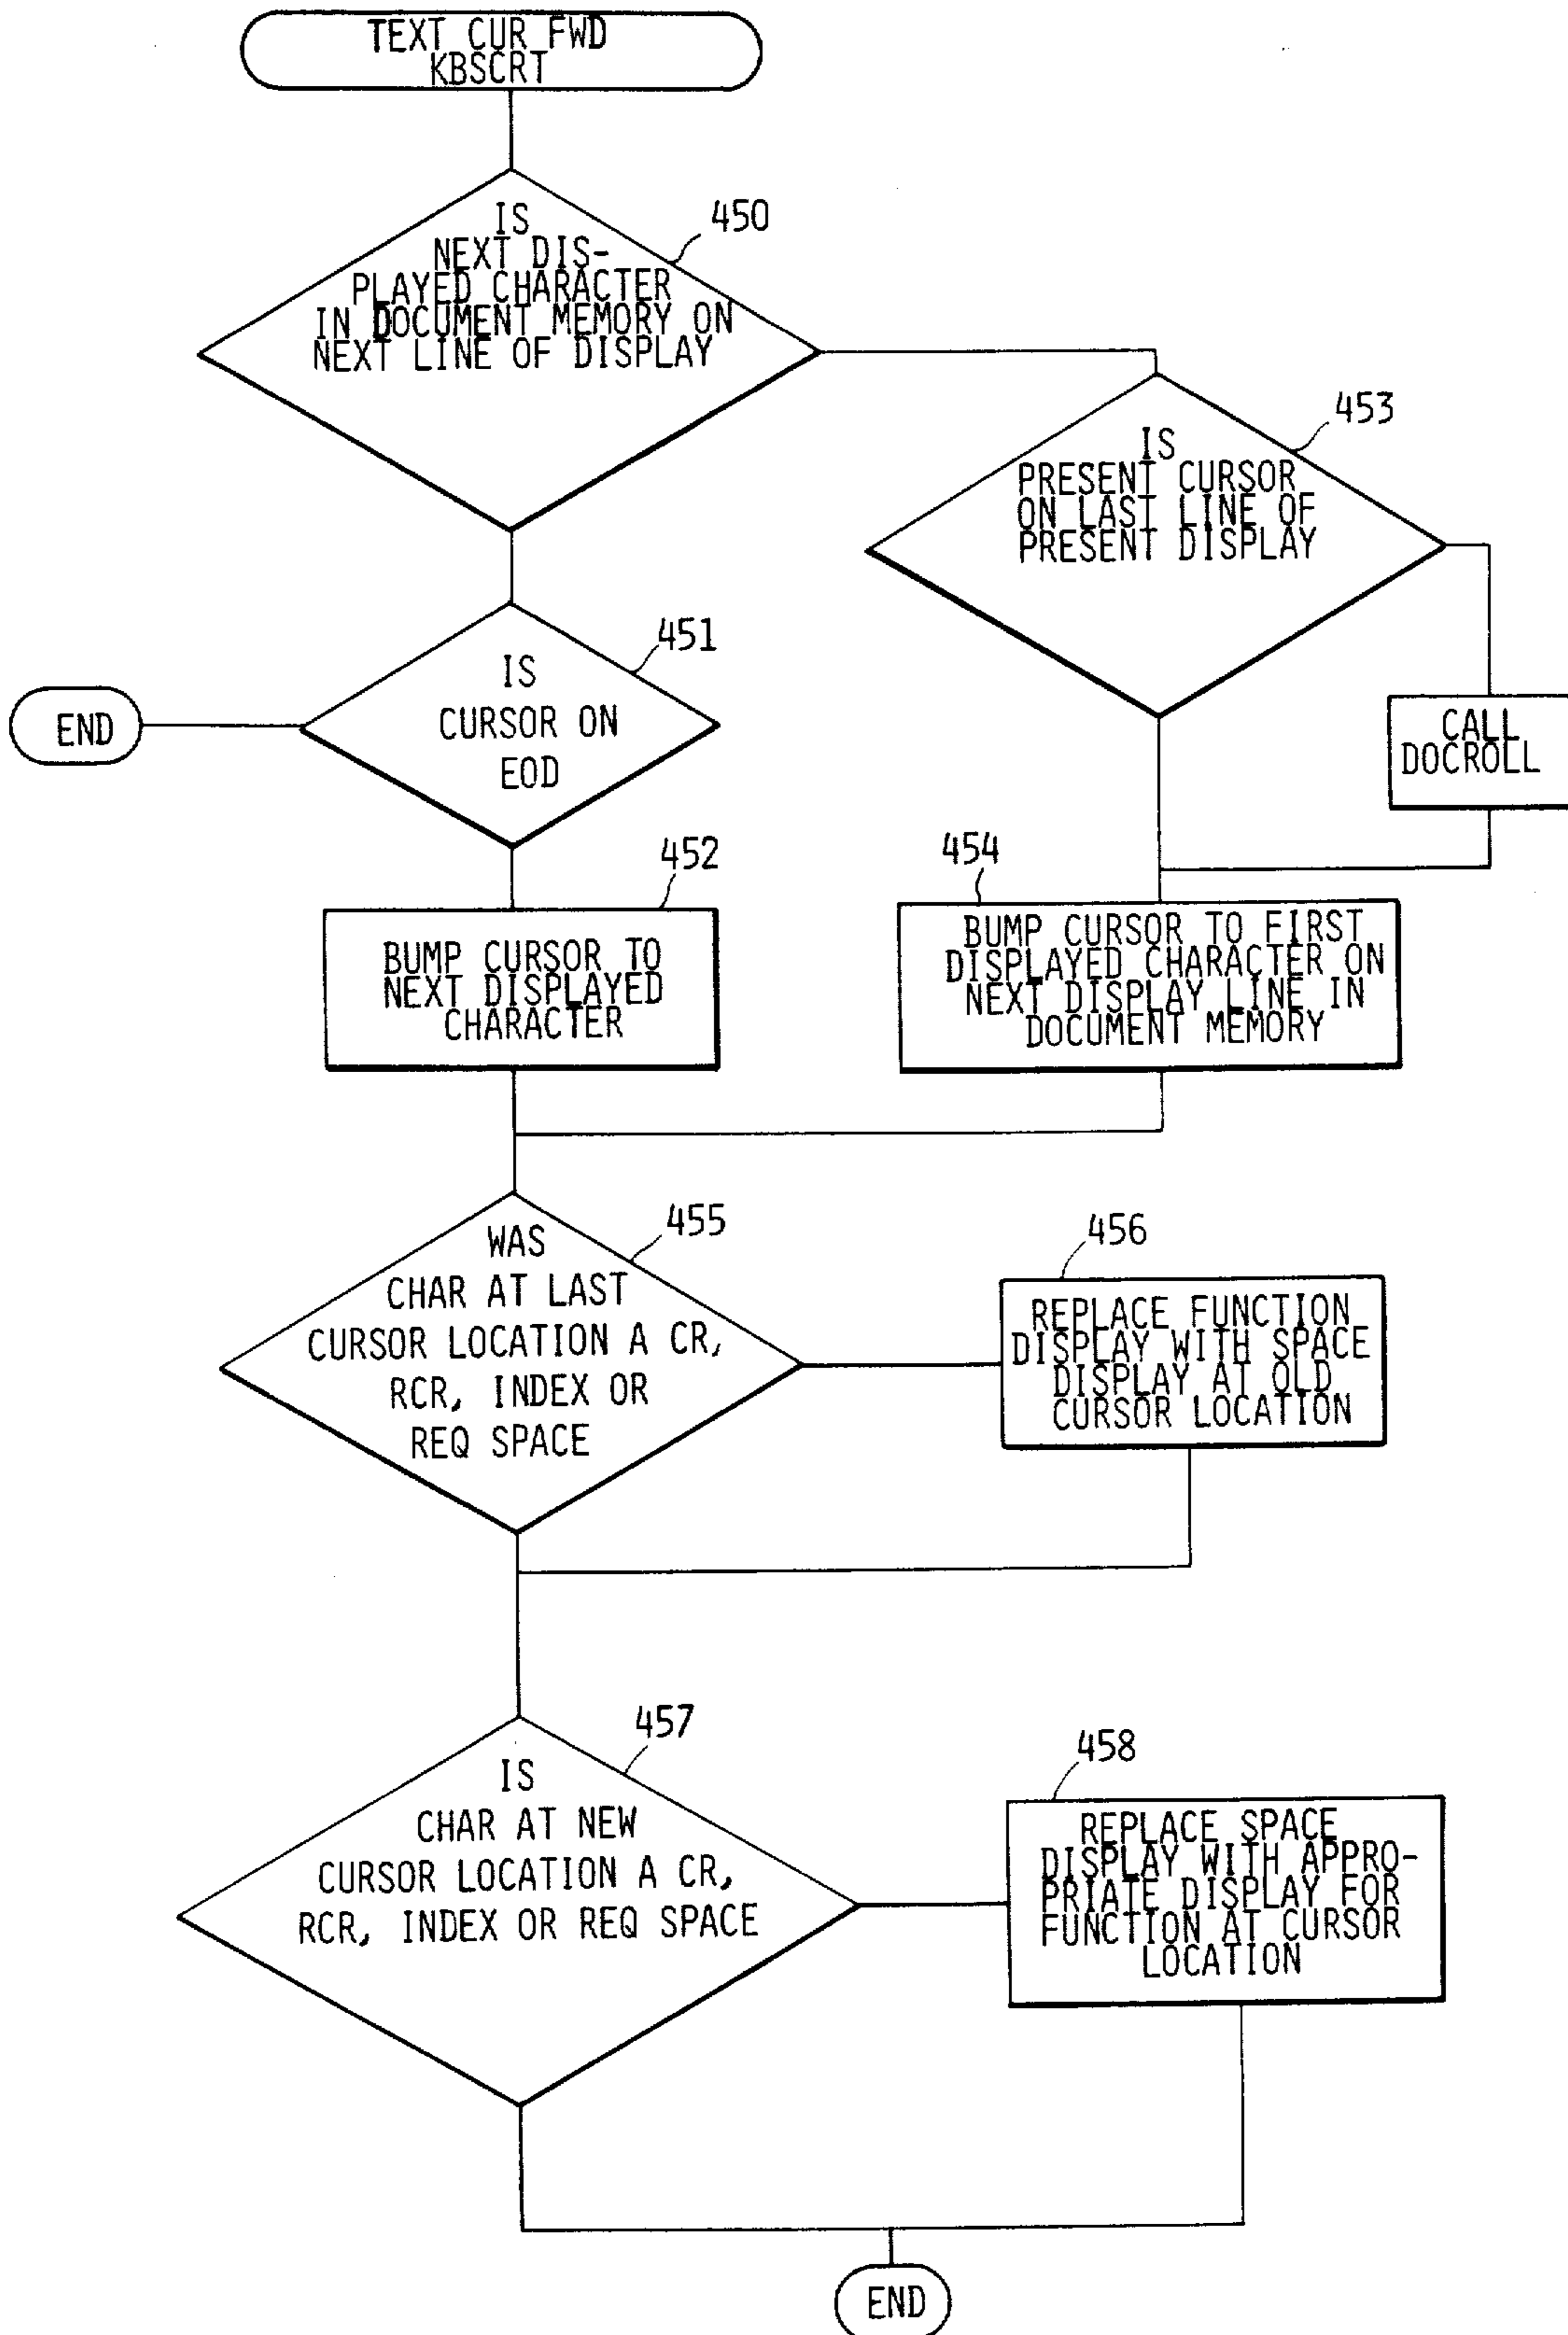 TEXT CUR FWD
KBSCRT
450
IS
NEXT DIS-
PLAYED CHARACTER
IN DOCUMENT MEMORY ON
NEXT LINE OF DISPLAY
453
IS
PRESENT CURSOR
ON LAST LINE OF
PRESENT DISPLAY
451
IS
CURSOR ON
EOD
END
CALL
DOCROLL
452
BUMP CURSOR TO
NEXT DISPLAYED
CHARACTER
454
BUMP CURSOR TO FIRST
DISPLAYED CHARACTER ON
NEXT DISPLAY LINE IN
DOCUMENT MEMORY
455
WAS
CHAR AT LAST
CURSOR LOCATION A CR,
RCR, INDEX OR
REQ SPACE
456
REPLACE FUNCTION
DISPLAY WITH SPACE
DISPLAY AT OLD
CURSOR LOCATION
457
IS
CHAR AT NEW
CURSOR LOCATION A CR,
RCR, INDEX OR REQ SPACE
458
REPLACE SPACE
DISPLAY WITH APPRO-
PRIATE DISPLAY FOR
FUNCTION AT CURSOR
LOCATION
END